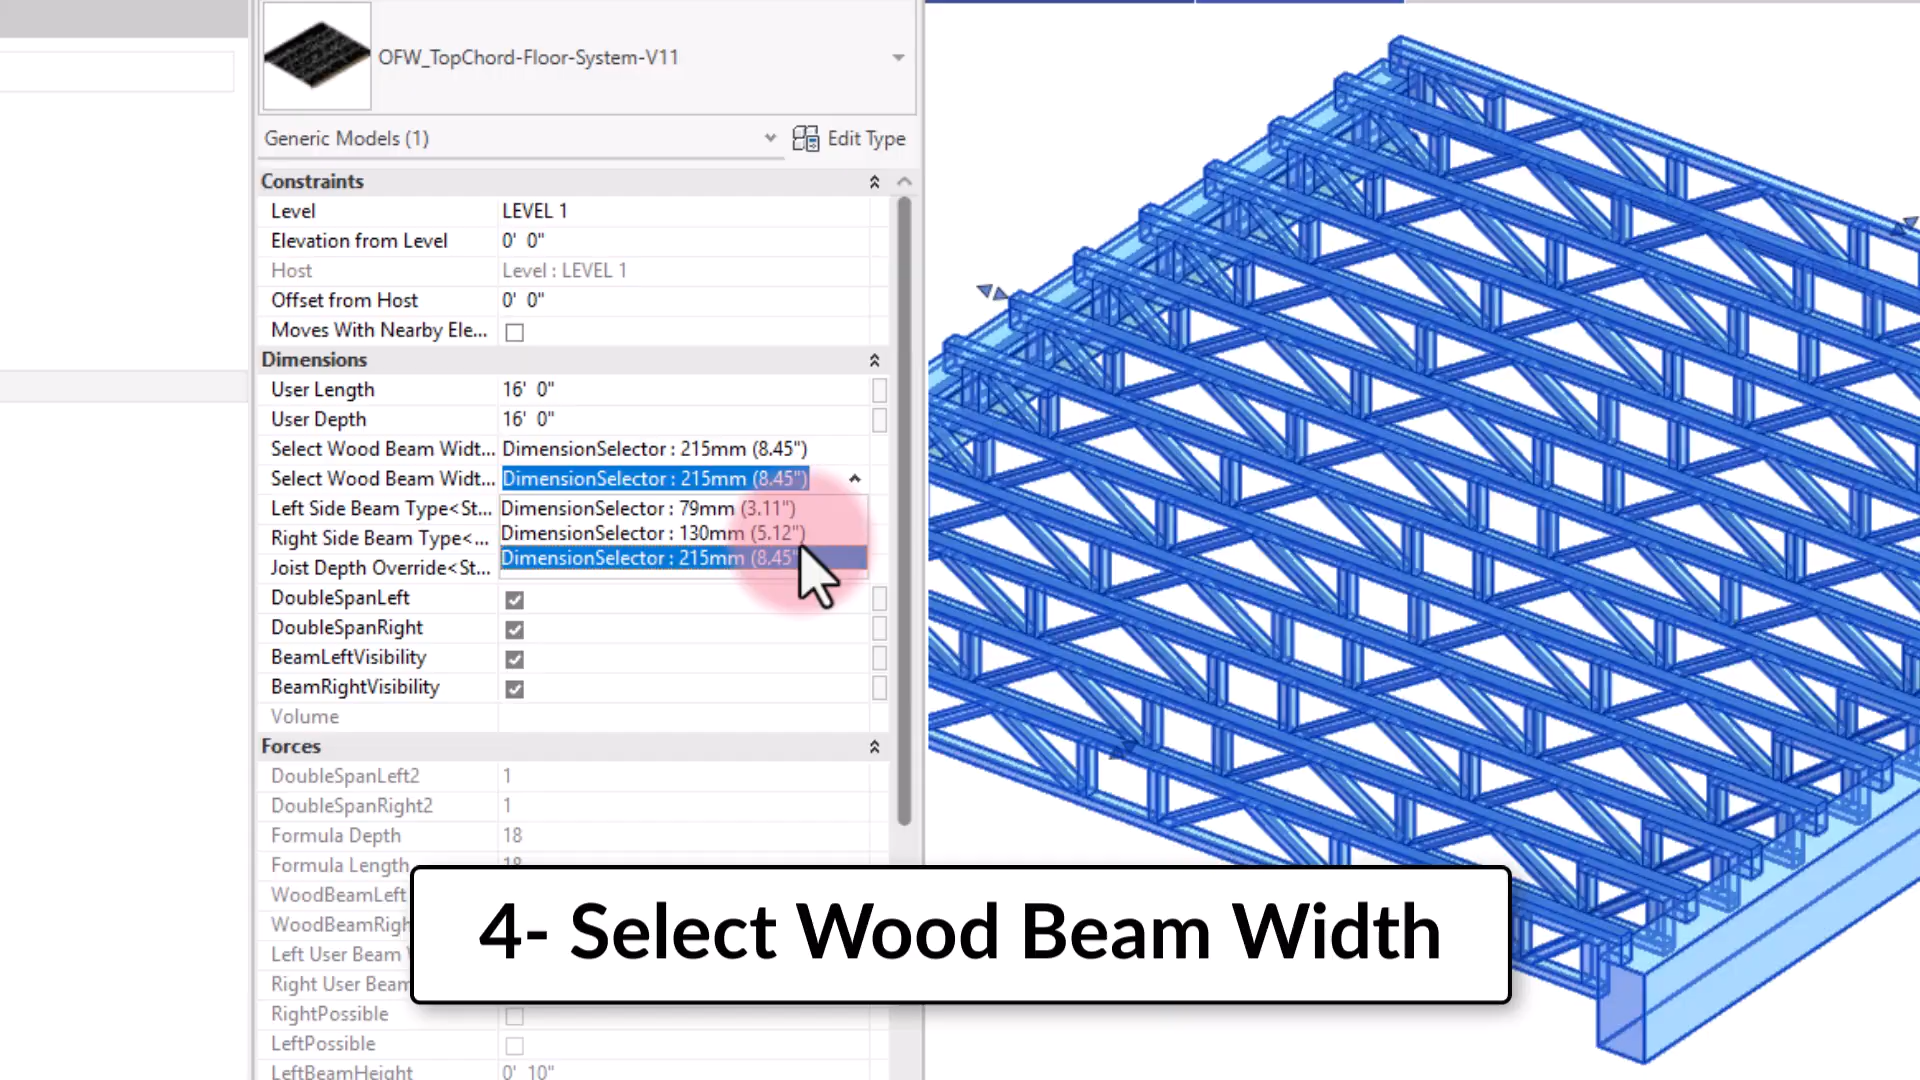 OFW_TopChord-Floor-System-V11
Generic Models (1)
Edit Type
Constraints
Level LEVEL 1
Elevation from Level 0' 0"
Host Level : LEVEL 1
Offset from Host 0' 0"
Moves With Nearby Ele...
Dimensions
User Length 16' 0"
User Depth 16' 0"
Select Wood Beam Widt... DimensionSelector : 215mm (8.45")
Select Wood Beam Widt... DimensionSelector : 215mm (8.45")
Left Side Beam Type<St... DimensionSelector : 79mm (3.11")
Right Side Beam Type<... DimensionSelector : 130mm (5.12")
Joist Depth Override<St... DimensionSelector : 215mm (8.45"
DoubleSpanLeft
DoubleSpanRight
BeamLeftVisibility
BeamRightVisibility
Volume
Forces
DoubleSpanLeft2 1
DoubleSpanRight2 1
Formula Depth 18
Formula Length 18
WoodBeamLeft
WoodBeamRigh
Left User Beam
Right User Beam
RightPossible
LeftPossible
LeftBeamHeight 0' 10"
4- Select Wood Beam Width